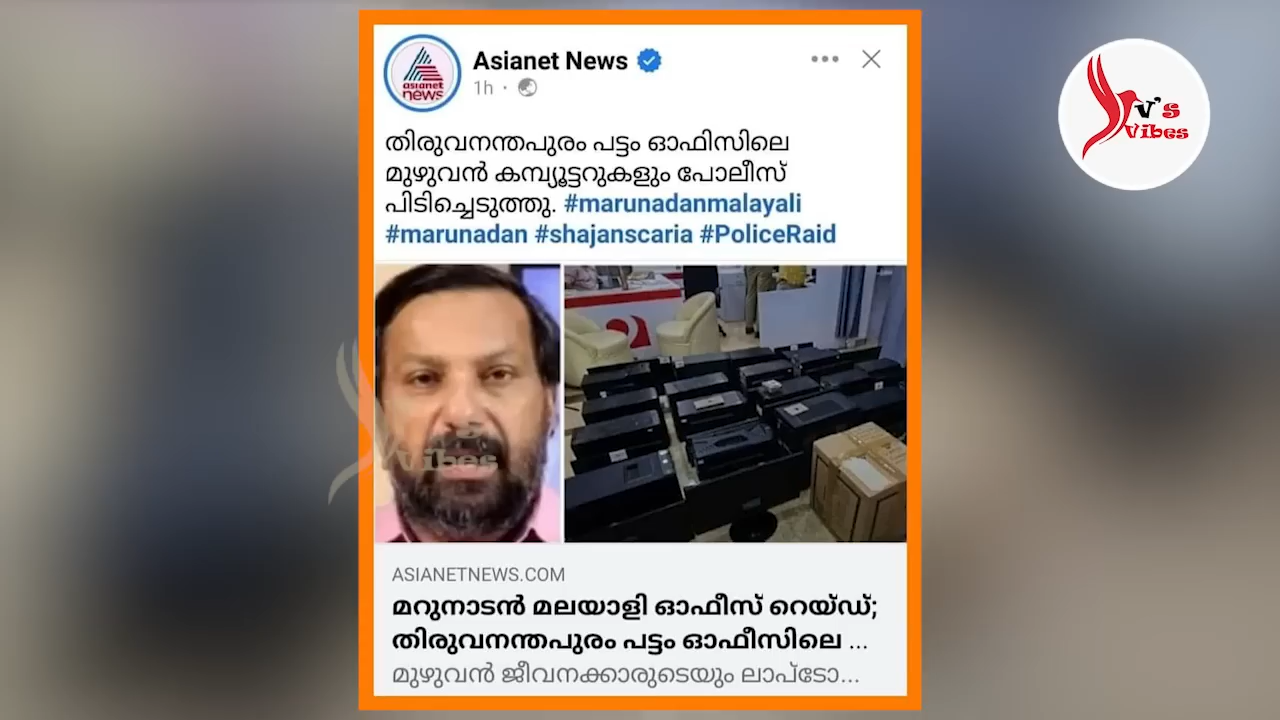 asianet
news
Asianet News
1h ·
V's
Vibes
തിരുവനന്തപുരം പട്ടം ഓഫിസിലെ
മുഴുവൻ കമ്പ്യൂട്ടറുകളും പോലീസ്
പിടിച്ചെടുത്തു. #marunadanmalayali
#marunadan #shajanscaria #PoliceRaid
Vibes
ASIANETNEWS.COM
മറുനാടൻ മലയാളി ഓഫീസ് റെയ്ഡ്;
തിരുവനന്തപുരം പട്ടം ഓഫീസിലെ ...
മുഴുവൻ ജീവനക്കാരുടെയും ലാപ്ടോ...